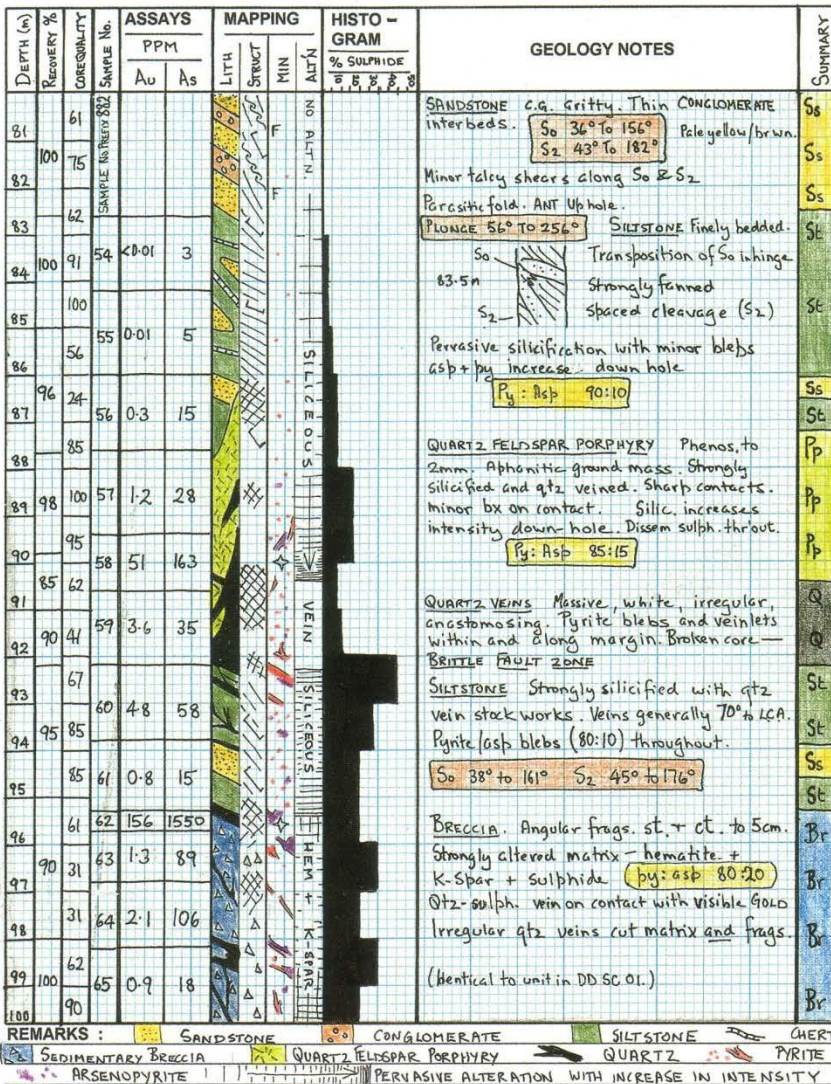 DEPTH (m)
RECOVERY %
COREQUALITY
SAMPLE No.
ASSAYS
PPM
Au
As
MAPPING
LITH
STRUCT
MIN
ALT'N
HISTO -
GRAM
% SULPHIDE
10 20 30 40 50
GEOLOGY NOTES
SUMMARY
81
82
83
84
85
86
87
88
89
90
91
92
93
94
95
96
97
98
99
100
100
100
96
98
85
90
95
90
100
61
75
62
91
100
56
24
85
100
95
62
41
67
85
85
61
31
31
62
90
SAMPLE No PREFIX 882
54 <0.01 3
55 0.01 5
56 0.3 15
57 1.2 28
58 51 163
59 3.6 35
60 4.8 58
61 0.8 15
62 156 1550
63 1.3 89
64 2.1 106
65 0.9 18
F
F
NO ALT'N.
SILICEOUS
VEIN
SILICEOUS
HEM + K-SPAR
SANDSTONE C.G. Gritty. Thin CONGLOMERATE
interbeds.
S0 36° To 156°
Pale yellow/brwn.
S2 43° To 182°
Minor talcy shears along S0 & S2
Parasitic fold. ANT Up hole.
PLUNGE 56° TO 256° SILTSTONE Finely bedded.
S0 Transposition of S0 in hinge
83.5m Strongly fanned
S2 Spaced cleavage (S2)
Pervasive silicification with minor blebs
asp + py increase down hole
Py : Asp 90:10
QUARTZ FELDSPAR PORPHYRY Phenos, to
2mm. Aphanitic ground mass. Strongly
silicified and qtz veined. Sharp contacts.
minor bx on contact. Silic. increases
intensity down hole. Dissem sulph. thr'out.
Py: Asp 85:15
QUARTZ VEINS Massive, white, irregular,
anastomosing. Pyrite blebs and veinlets
within and along margin. Broken core —
BRITTLE FAULT ZONE
SILTSTONE Strongly silicified with qtz
vein stock works. Veins generally 70° to LCA.
Pyrite/asp blebs (80:10) throughout.
S0 38° to 161° S2 45° to 176°
BRECCIA. Angular frags. st. + ct. to 5cm.
Strongly altered matrix - hematite +
K-Spar + sulphide py: asp 80:20
Qtz-sulph. vein on contact with visible GOLD
Irregular qtz veins cut matrix and frags.
(Identical to unit in DD SC 01.)
Ss
Ss
Ss
St
St
Ss
St
Pp
Pp
Pp
Q
Q
St
St
Ss
St
Br
Br
Br
Br
REMARKS : SANDSTONE CONGLOMERATE SILTSTONE CHERT
SEDIMENTARY BRECCIA QUARTZ FELDSPAR PORPHYRY QUARTZ PYRITE
ARSENOPYRITE PERVASIVE ALTERATION WITH INCREASE IN INTENSITY